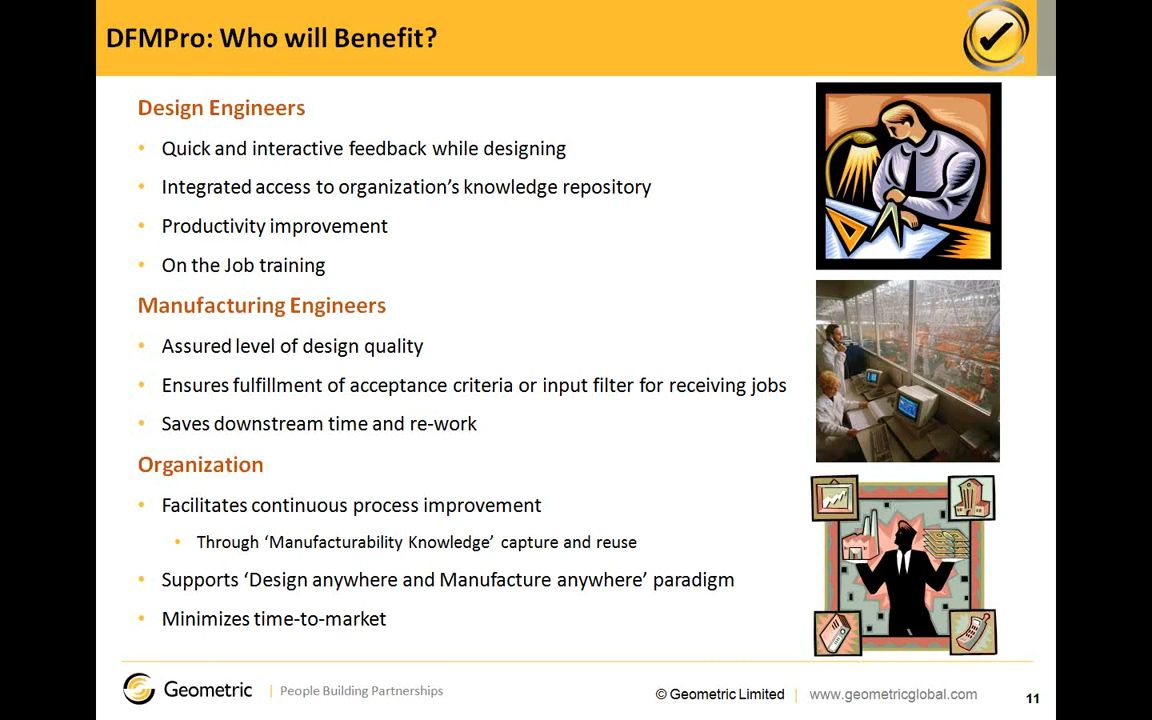 DFMPro: Who will Benefit?
Design Engineers
• Quick and interactive feedback while designing
• Integrated access to organization's knowledge repository
• Productivity improvement
• On the Job training
Manufacturing Engineers
• Assured level of design quality
• Ensures fulfillment of acceptance criteria or input filter for receiving jobs
• Saves downstream time and re-work
Organization
• Facilitates continuous process improvement
• Through ‘Manufacturability Knowledge’ capture and reuse
• Supports ‘Design anywhere and Manufacture anywhere’ paradigm
• Minimizes time-to-market
Geometric | People Building Partnerships
© Geometric Limited | www.geometricglobal.com 11